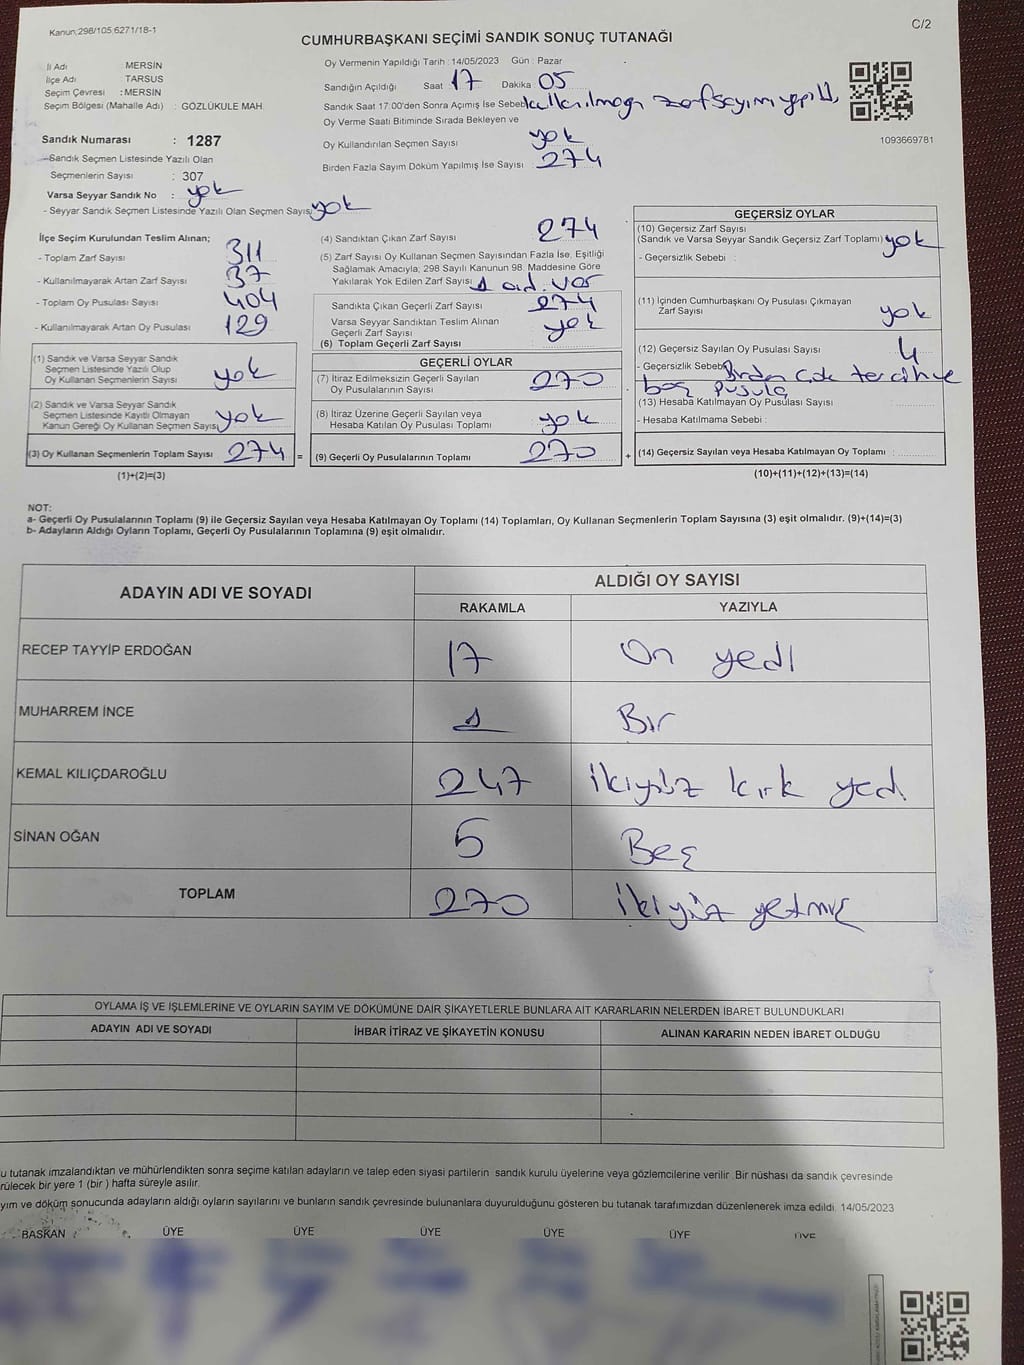 Kanun;298/105,6271/18-1
C/2
CUMHURBAŞKANI SEÇİMİ SANDIK SONUÇ TUTANAĞI
İl Adı : MERSİN
İlçe Adı : TARSUS
Seçim Çevresi : MERSİN
Seçim Bölgesi (Mahalle Adı) : GÖZLÜKULE MAH.
Oy Vermenin Yapıldığı Tarih : 14/05/2023 Gün : Pazar
Sandığın Açıldığı Saat 17 Dakika 05
Sandık Saat 17:00'den Sonra Açımış İse Sebebi kullanılmayan zarf sayımı yapıldı,
Oy Verme Saati Bitiminde Sırada Bekleyen ve
Oy Kullandırılan Seçmen Sayısı yok
Birden Fazla Sayım Döküm Yapılmış İse Sayısı 274
1093669781
Sandık Numarası : 1287
Sandık Seçmen Listesinde Yazılı Olan
Seçmenlerin Sayısı : 307
Varsa Seyyar Sandık No : yok
- Seyyar Sandık Seçmen Listesinde Yazılı Olan Seçmen Sayısı yok
İlçe Seçim Kurulundan Teslim Alınan;
- Toplam Zarf Sayısı 311
- Kullanılmayarak Artan Zarf Sayısı 37
- Toplam Oy Pusulası Sayısı 404
- Kullanılmayarak Artan Oy Pusulası 129
(1) Sandık ve Varsa Seyyar Sandık
Seçmen Listesinde Yazılı Olup
Oy Kullanan Seçmenlerin Sayısı yok
(2) Sandık ve Varsa Seyyar Sandık
Seçmen Listesinde Kayıtlı Olmayan
Kanun Gereği Oy Kullanan Seçmen Sayısı yok
(3) Oy Kullanan Seçmenlerin Toplam Sayısı 274 =
(1)+(2)=(3)
(4) Sandıktan Çıkan Zarf Sayısı 274
(5) Zarf Sayısı Oy Kullanan Seçmen Sayısından Fazla İse, Eşitliği
Sağlamak Amacıyla, 298 Sayılı Kanunun 98. Maddesine Göre
Yakılarak Yok Edilen Zarf Sayısı 1 ad. var
Sandıkta Çıkan Geçerli Zarf Sayısı 274
Varsa Seyyar Sandıktan Teslim Alınan
Geçerli Zarf Sayısı yok
(6) Toplam Geçerli Zarf Sayısı
GEÇERLİ OYLAR
(7) İtiraz Edilmeksizin Geçerli Sayılan
Oy Pusulalarının Sayısı 270
(8) İtiraz Üzerine Geçerli Sayılan veya
Hesaba Katılan Oy Pusulası Toplamı yok
(9) Geçerli Oy Pusulalarının Toplamı 270 +
GEÇERSİZ OYLAR
(10) Geçersiz Zarf Sayısı
(Sandık ve Varsa Seyyar Sandık Geçersiz Zarf Toplamı) yok
- Geçersizlik Sebebi :
(11) İçinden Cumhurbaşkanı Oy Pusulası Çıkmayan
Zarf Sayısı yok
(12) Geçersiz Sayılan Oy Pusulası Sayısı 4
- Geçersizlik Sebebi Birden çok tercih ve
boş pusula
(13) Hesaba Katılmayan Oy Pusulası Sayısı
- Hesaba Katılmama Sebebi :
(14) Geçersiz Sayılan veya Hesaba Katılmayan Oy Toplamı :
(10)+(11)+(12)+(13)=(14)
NOT:
a- Geçerli Oy Pusulalarının Toplamı (9) ile Geçersiz Sayılan veya Hesaba Katılmayan Oy Toplamı (14) Toplamları, Oy Kullanan Seçmenlerin Toplam Sayısına (3) eşit olmalıdır. (9)+(14)=(3)
b- Adayların Aldığı Oyların Toplamı, Geçerli Oy Pusulalarının Toplamına (9) eşit olmalıdır.
ADAYIN ADI VE SOYADI
ALDIĞI OY SAYISI
RAKAMLA YAZIYLA
RECEP TAYYİP ERDOĞAN 17 On yedi
MUHARREM İNCE 1 Bir
KEMAL KILIÇDAROĞLU 247 ikiyüz kırk yedi
SİNAN OĞAN 5 Beş
TOPLAM 270 ikiyüz yetmiş
OYLAMA İŞ VE İŞLEMLERİNE VE OYLARIN SAYIM VE DÖKÜMÜNE DAİR ŞİKAYETLERLE BUNLARA AİT KARARLARIN NELERDEN İBARET BULUNDUKLARI
ADAYIN ADI VE SOYADI İHBAR İTİRAZ VE ŞİKAYETİN KONUSU ALINAN KARARIN NEDEN İBARET OLDUĞU
u tutanak imzalandıktan ve mühürlendikten sonra seçime katılan adayların ve talep eden siyasi partilerin sandık kurulu üyelerine veya gözlemcilerine verilir. Bir nüshası da sandık çevresinde
rülecek bir yere 1 (bir ) hafta süreyle asılır.
yım ve döküm sonucunda adayların aldığı oyların sayılarını ve bunların sandık çevresinde bulunanlara duyurulduğunu gösteren bu tutanak tarafımızdan düzenlenerek imza edildi. 14/05/2023
BAŞKAN ÜYE ÜYE ÜYE ÜYE ÜYE ÜYE